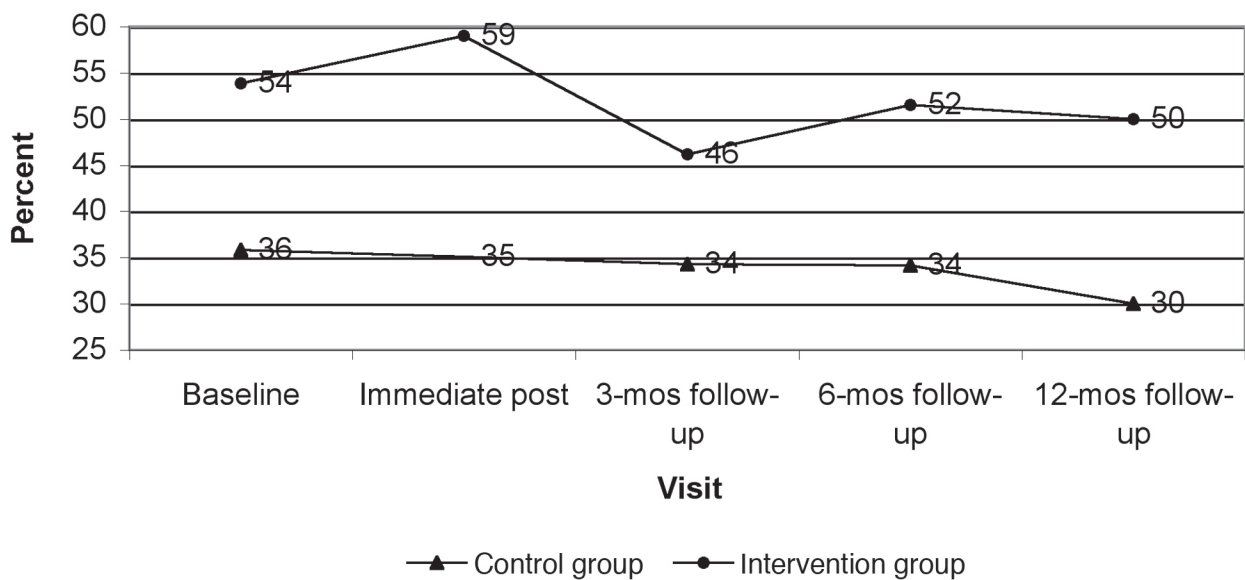 60
55
50
45
40
35
30
25
Percent
54
59
46
52
50
36
35
34
34
30
Baseline
Immediate post
3-mos follow-
up
6-mos follow-
up
12-mos follow-
up
Visit
Control group
Intervention group